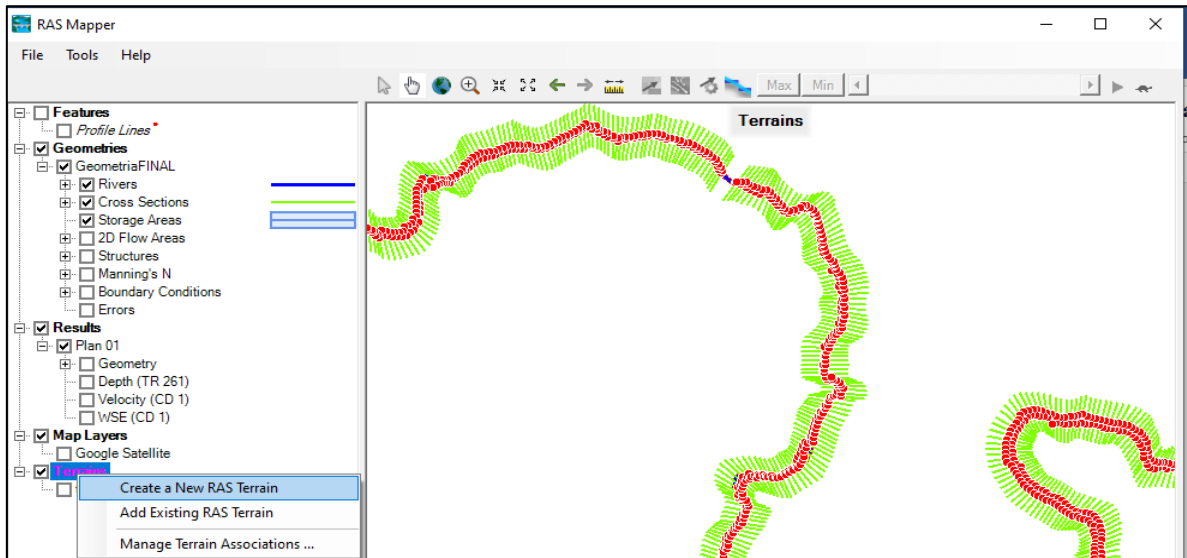 RAS Mapper
File Tools Help
Max Min
Features
Profile Lines
Geometries
GeometriaFINAL
Rivers
Cross Sections
Storage Areas
2D Flow Areas
Structures
Manning's N
Boundary Conditions
Errors
Results
Plan 01
Geometry
Depth (TR 261)
Velocity (CD 1)
WSE (CD 1)
Map Layers
Google Satellite
Terrains
Create a New RAS Terrain
Add Existing RAS Terrain
Manage Terrain Associations ...
Terrains